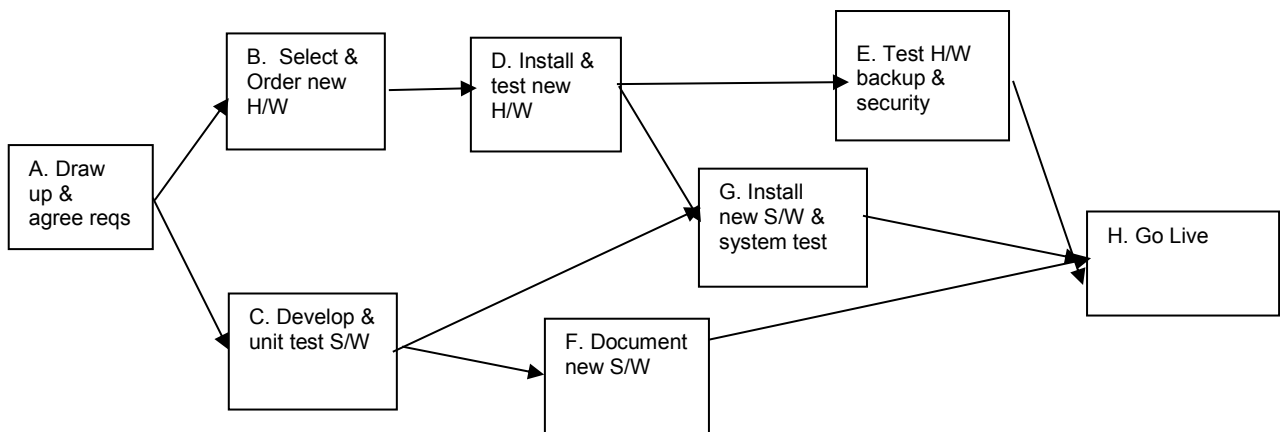 A. Draw
up &
agree reqs
B. Select &
Order new
H/W
C. Develop &
unit test S/W
D. Install &
test new
H/W
E. Test H/W
backup &
security
G. Install
new S/W &
system test
F. Document
new S/W
H. Go Live